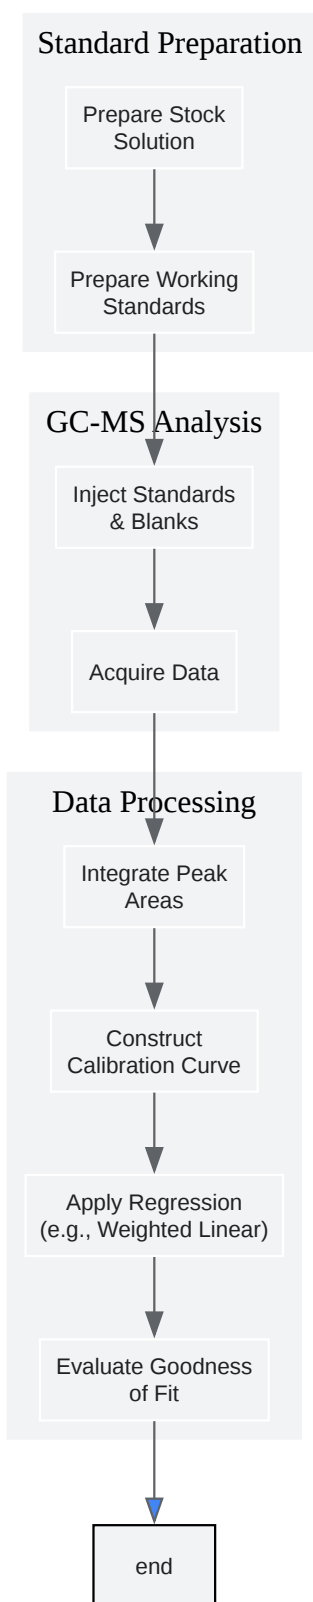 Standard Preparation
Prepare Stock
Solution
Prepare Working
Standards
GC-MS Analysis
Inject Standards
& Blanks
Acquire Data
Data Processing
Integrate Peak
Areas
Construct
Calibration Curve
Apply Regression
(e.g., Weighted Linear)
Evaluate Goodness
of Fit
end